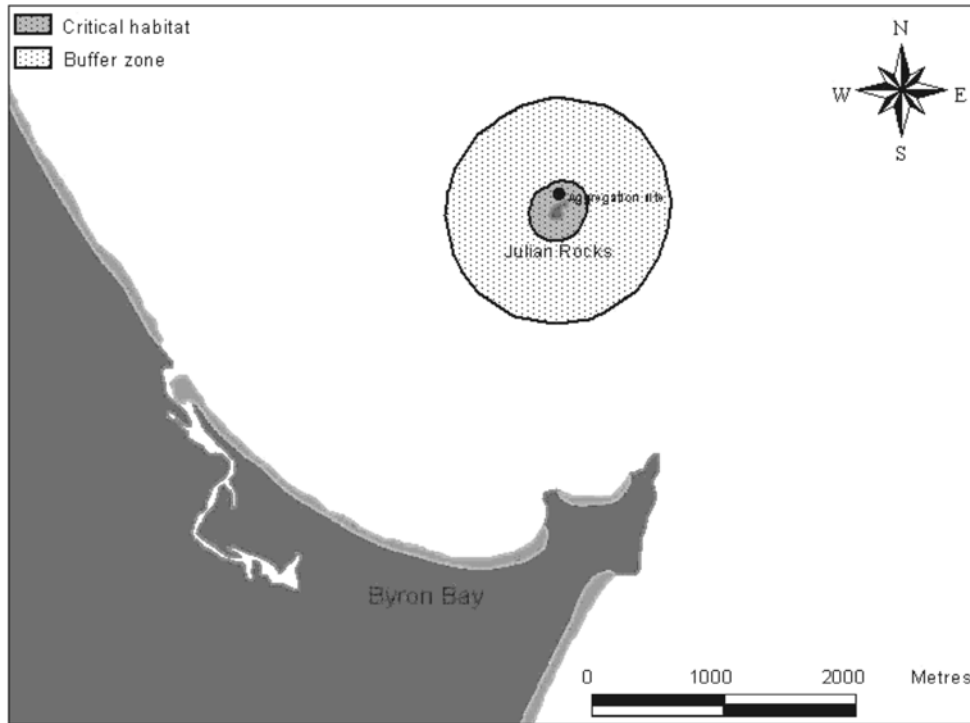 Critical habitat
Buffer zone
N
W E
S
Aggregation site
Julian Rocks
Byron Bay
0 1000 2000 Metres